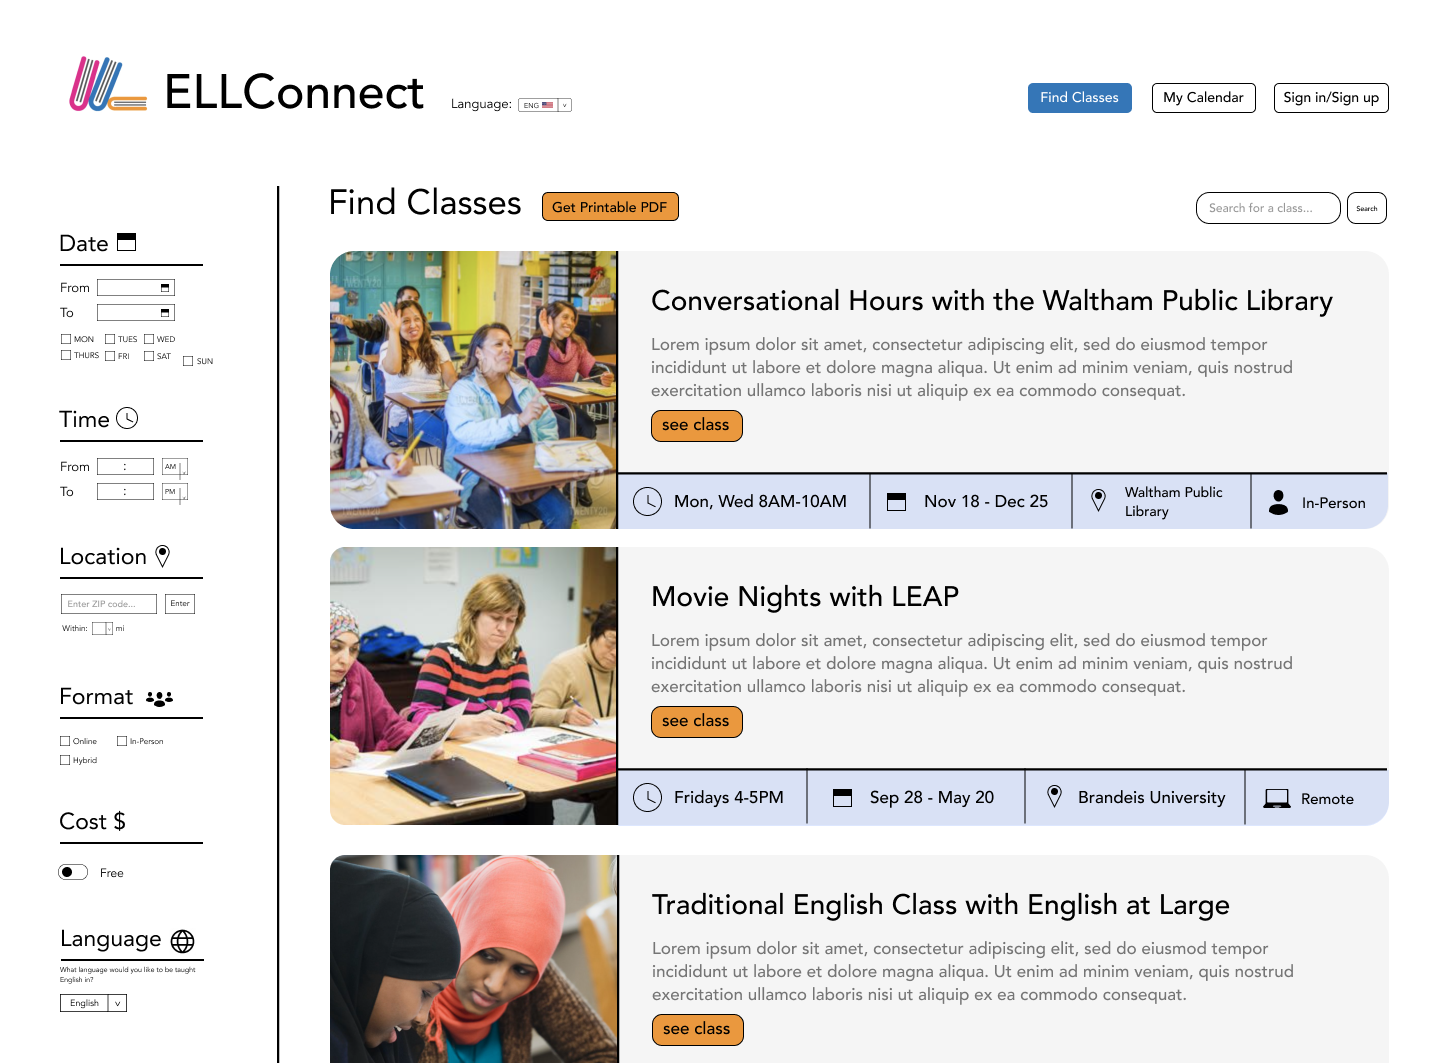 ELLConnect
Language: ENG v
Find Classes
My Calendar
Sign in/Sign up
Find Classes
Get Printable PDF
Search for a class...
Search
Date
From
To
MON TUES WED
THURS FRI SAT SUN
Time
From : AM v
To : PM v
Location
Enter ZIP code... Enter
Within: v mi
Format
Online In-Person
Hybrid
Cost $
Free
Language
What language would you like to be taught
English in?
English v
Conversational Hours with the Waltham Public Library
Lorem ipsum dolor sit amet, consectetur adipiscing elit, sed do eiusmod tempor
incididunt ut labore et dolore magna aliqua. Ut enim ad minim veniam, quis nostrud
exercitation ullamco laboris nisi ut aliquip ex ea commodo consequat.
see class
Mon, Wed 8AM-10AM
Nov 18 - Dec 25
Waltham Public
Library
In-Person
Movie Nights with LEAP
Lorem ipsum dolor sit amet, consectetur adipiscing elit, sed do eiusmod tempor
incididunt ut labore et dolore magna aliqua. Ut enim ad minim veniam, quis nostrud
exercitation ullamco laboris nisi ut aliquip ex ea commodo consequat.
see class
Fridays 4-5PM
Sep 28 - May 20
Brandeis University
Remote
Traditional English Class with English at Large
Lorem ipsum dolor sit amet, consectetur adipiscing elit, sed do eiusmod tempor
incididunt ut labore et dolore magna aliqua. Ut enim ad minim veniam, quis nostrud
exercitation ullamco laboris nisi ut aliquip ex ea commodo consequat.
see class